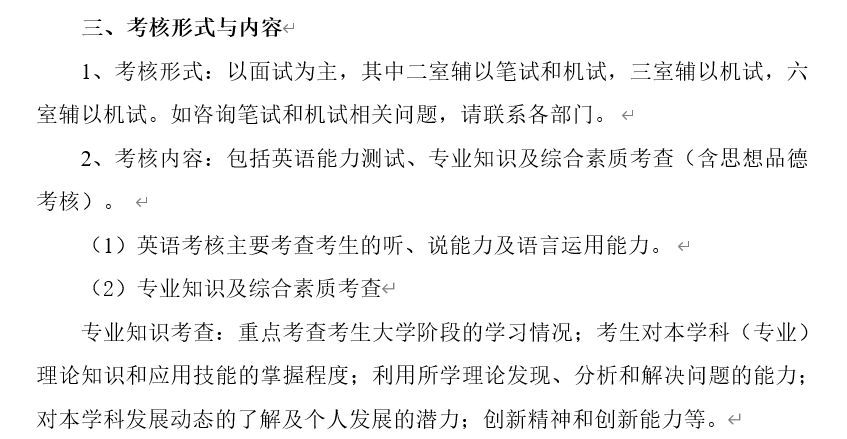 三、考核形式与内容
1、考核形式：以面试为主，其中二室辅以笔试和机试，三室辅以机试，六
室辅以机试。如咨询笔试和机试相关问题，请联系各部门。
2、考核内容：包括英语能力测试、专业知识及综合素质考查（含思想品德
考核）。
（1）英语考核主要考查考生的听、说能力及语言运用能力。
（2）专业知识及综合素质考查
专业知识考查：重点考查考生大学阶段的学习情况；考生对本学科（专业）
理论知识和应用技能的掌握程度；利用所学理论发现、分析和解决问题的能力；
对本学科发展动态的了解及个人发展的潜力；创新精神和创新能力等。